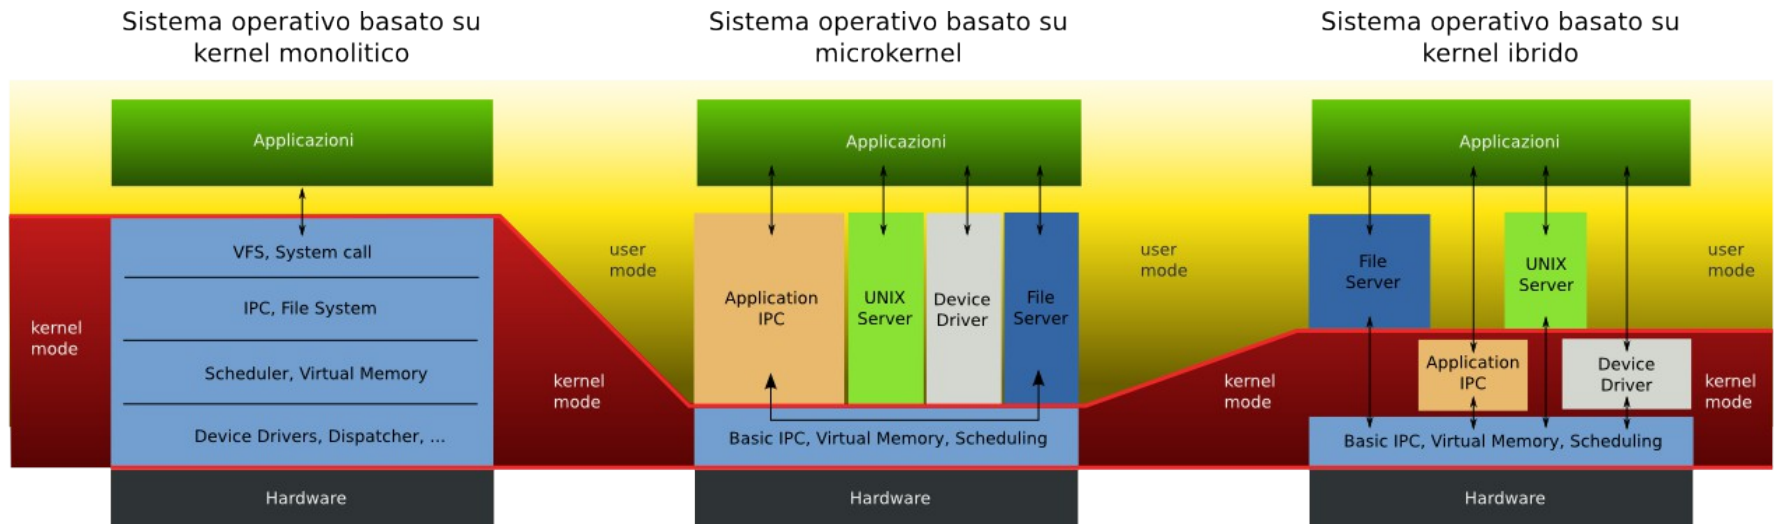 Sistema operativo basato su
kernel monolitico
Sistema operativo basato su
microkernel
Sistema operativo basato su
kernel ibrido
Applicazioni
VFS, System call
IPC, File System
Scheduler, Virtual Memory
Device Drivers, Dispatcher, ...
Hardware
kernel
mode
kernel
mode
user
mode
Applicazioni
Application
IPC
UNIX
Server
Device
Driver
File
Server
Basic IPC, Virtual Memory, Scheduling
Hardware
user
mode
kernel
mode
Applicazioni
File
Server
UNIX
Server
Application
IPC
Device
Driver
Basic IPC, Virtual Memory, Scheduling
Hardware
user
mode
kernel
mode